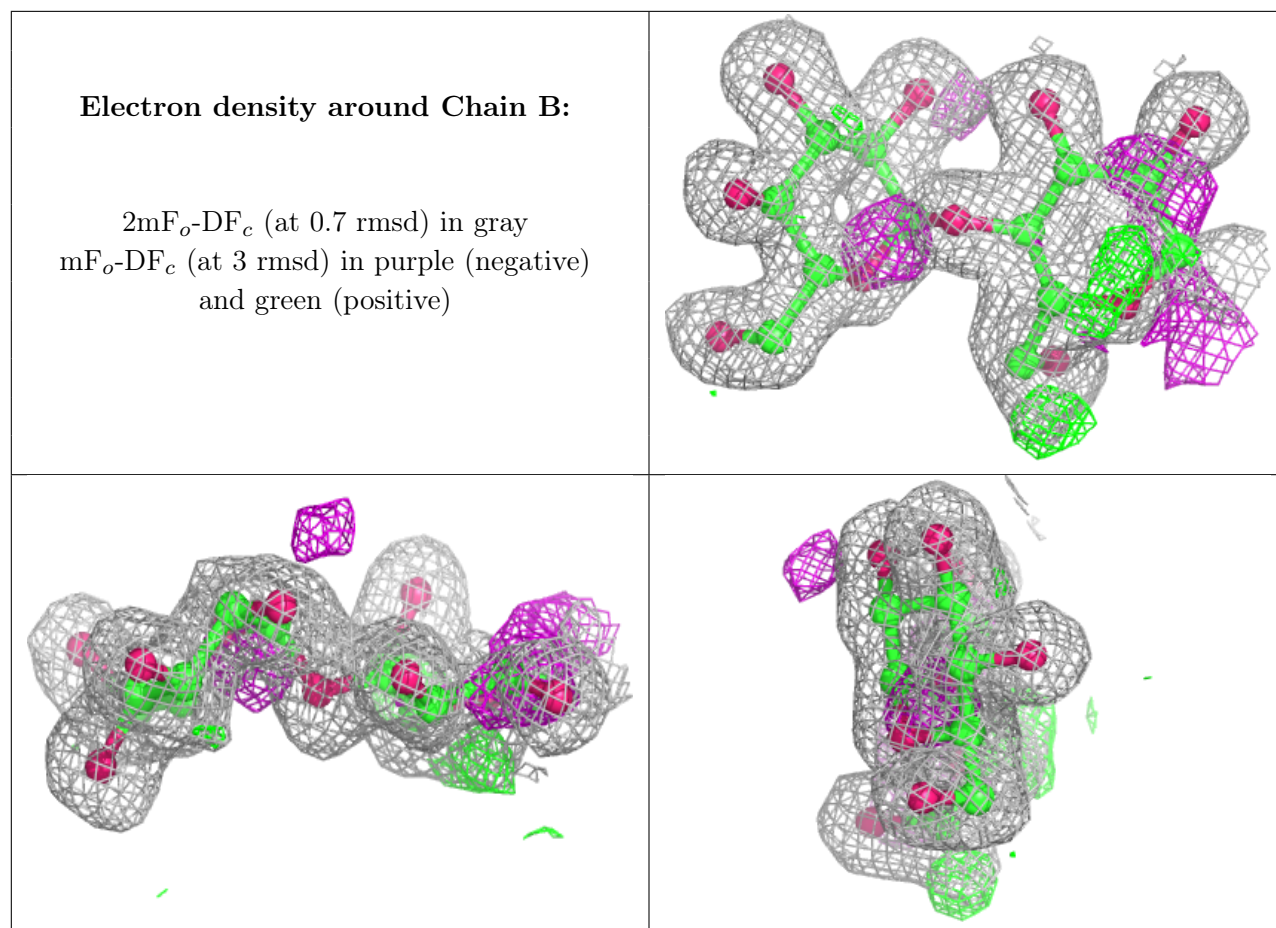 Electron density around Chain B:
2mFo-DFc (at 0.7 rmsd) in gray
mFo-DFc (at 3 rmsd) in purple (negative)
and green (positive)